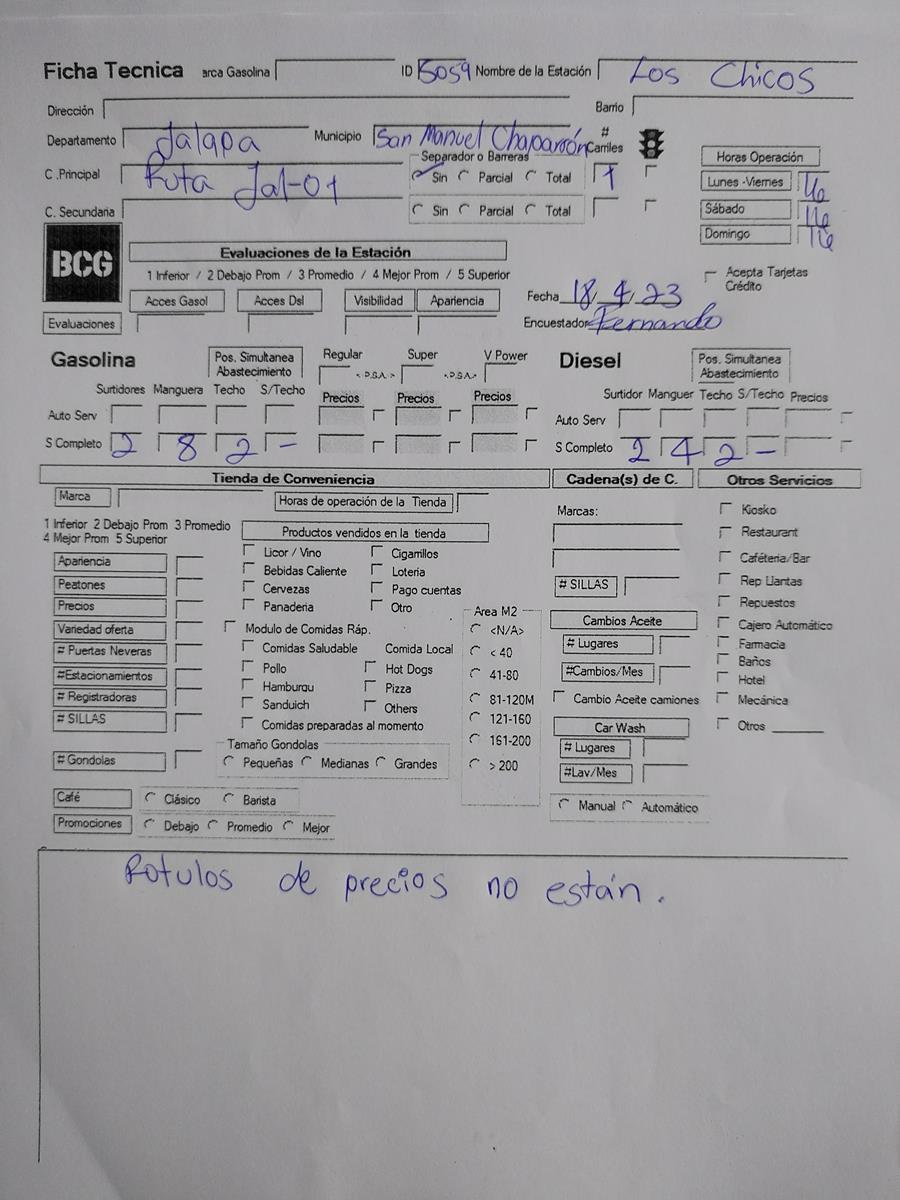 Ficha Tecnica arca Gasolina ID 5059 Nombre de la Estación Los Chicos
Dirección Barrio
Departamento Jalapa Municipio San Manuel Chaparrón # Carriles
Separador o Barreras
C .Principal Ruta Jal-01 Sin Parcial Total 1
C. Secundaria Sin Parcial Total
Horas Operación
Lunes -Viernes 16
Sábado 16
Domingo 16
BCG
Evaluaciones de la Estación
1 Inferior / 2 Debajo Prom / 3 Promedio / 4 Mejor Prom / 5 Superior
Acepta Tarjetas Crédito
Acces Gasol Acces Dsl Visibilidad Apariencia
Fecha 18/4/23
Evaluaciones
Encuestador Fernando
Gasolina Pos. Simultanea Abastecimiento Regular <.P.S.A.> Super <.P.S.A.> V Power
Diesel Pos. Simultanea Abastecimiento
Surtidores Manguera Techo S/Techo Precios Precios Precios
Surtidor Manguer Techo S/Techo Precios
Auto Serv
Auto Serv
S Completo 2 8 2 -
S Completo 2 4 2 -
Tienda de Conveniencia Cadena(s) de C. Otros Servicios
Marca Horas de operación de la Tienda
1 Inferior 2 Debajo Prom 3 Promedio
4 Mejor Prom 5 Superior
Apariencia
Peatones
Precios
Variedad oferta
# Puertas Neveras
#Estacionamientos
# Registradoras
# SILLAS
# Gondolas
Productos vendidos en la tienda
Licor / Vino Cigarrillos
Bebidas Caliente Loteria
Cervezas Pago cuentas
Panaderia Otro
Modulo de Comidas Ráp.
Comidas Saludable Comida Local
Pollo Hot Dogs
Hamburgu Pizza
Sanduich Others
Comidas preparadas al momento
Tamaño Gondolas
Pequeñas Medianas Grandes
Area M2
<N/A>
< 40
41-80
81-120M
121-160
161-200
> 200
Café Clásico Barista
Promociones Debajo Promedio Mejor
Marcas:
# SILLAS
Cambios Aceite
# Lugares
#Cambios/Mes
Cambio Aceite camiones
Car Wash
# Lugares
#Lav/Mes
Manual Automático
Kiosko
Restaurant
Caféteria/Bar
Rep Llantas
Repuestos
Cajero Automático
Farmacia
Baños
Hotel
Mecánica
Otros
Rotulos de precios no están.